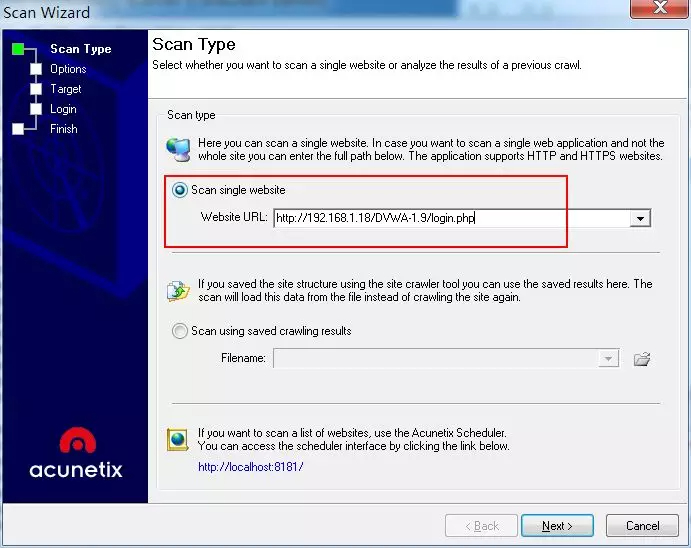 Scan Wizard
X
Scan Type
Options
Target
Login
Finish
acunetix
Scan Type
Select whether you want to scan a single website or analyze the results of a previous crawl.
Scan type
Here you can scan a single website. In case you want to scan a single web application and not the
whole site you can enter the full path below. The application supports HTTP and HTTPS websites.
Scan single website
Website URL: http://192.168.1.18/DVWA-1.9/login.php
If you saved the site structure using the site crawler tool you can use the saved results here. The
scan will load this data from the file instead of crawling the site again.
Scan using saved crawling results
Filename:
If you want to scan a list of websites, use the Acunetix Scheduler.
You can access the scheduler interface by clicking the link below.
http://localhost:8181/
< Back Next > Cancel